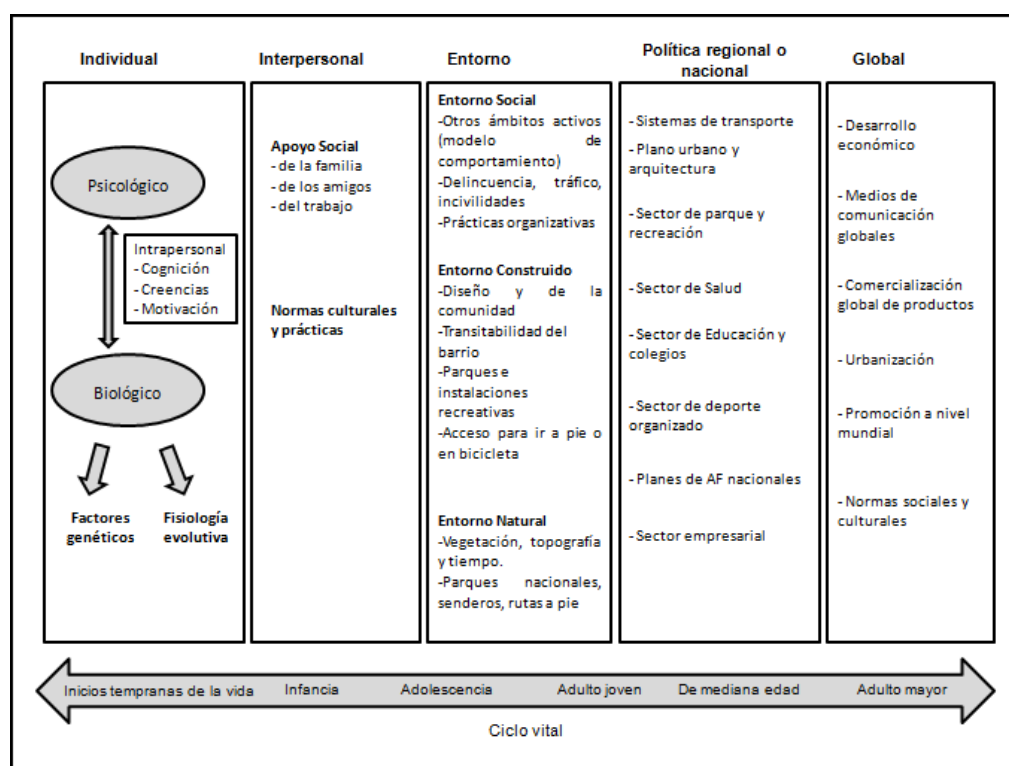 Individual
Interpersonal
Entorno
Política regional o
nacional
Global
Psicológico
Intrapersonal
- Cognición
- Creencias
- Motivación
Biológico
Factores
genéticos
Fisiología
evolutiva
Apoyo Social
- de la familia
- de los amigos
- del trabajo
Normas culturales
y prácticas
Entorno Social
-Otros ámbitos activos
(modelo de
comportamiento)
-Delincuencia, tráfico,
incivilidades
-Prácticas organizativas
Entorno Construido
-Diseño y de la
comunidad
-Transitabilidad del
barrio
-Parques e
instalaciones
recreativas
-Acceso para ir a pie o
en bicicleta
Entorno Natural
-Vegetación, topografía
y tiempo.
-Parques nacionales,
senderos, rutas a pie
- Sistemas de transporte
- Plano urbano y
arquitectura
- Sector de parque y
recreación
- Sector de Salud
- Sector de Educación y
colegios
- Sector de deporte
organizado
- Planes de AF nacionales
- Sector empresarial
- Desarrollo
económico
- Medios de
comunicación
globales
- Comercialización
global de productos
- Urbanización
- Promoción a nivel
mundial
- Normas sociales y
culturales
Inicios tempranas de la vida
Infancia
Adolescencia
Adulto joven
De mediana edad
Adulto mayor
Ciclo vital